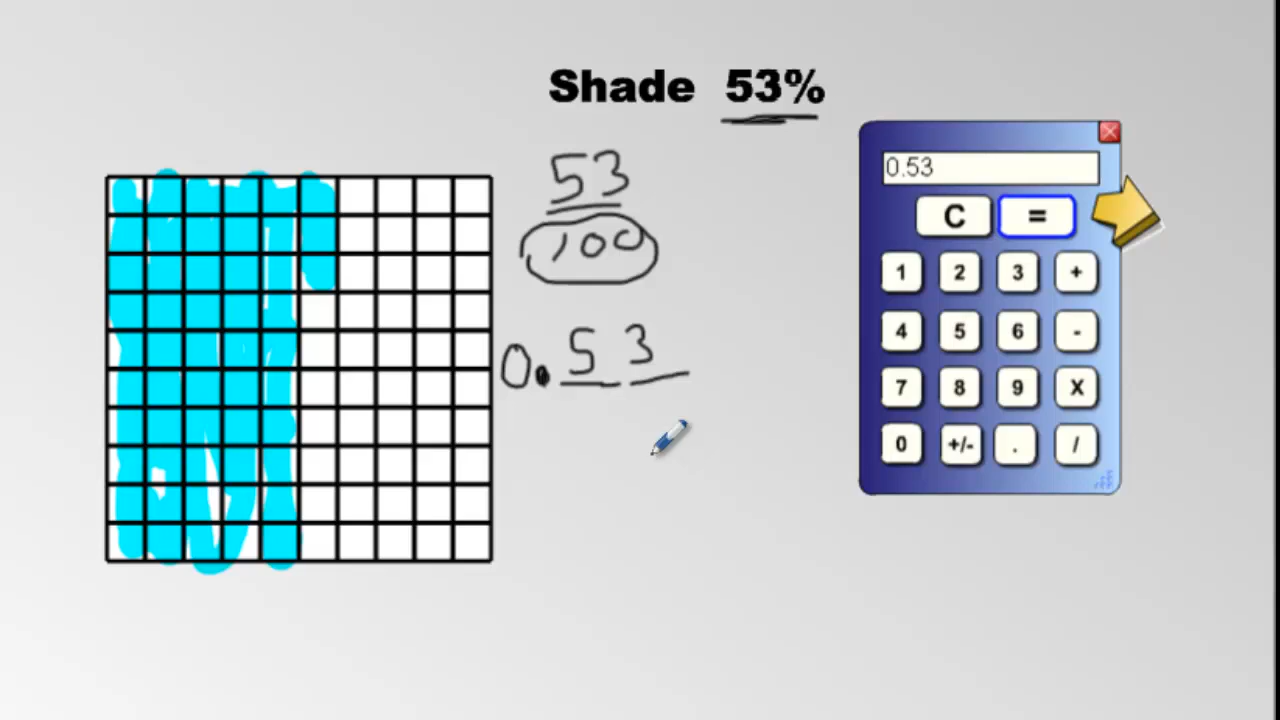 Shade 53%
53
100
0.53
0.53
C =
1 2 3 +
4 5 6 -
7 8 9 X
0 +/- . /